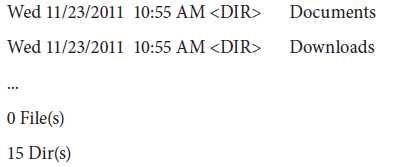 Wed 11/23/2011  10:55 AM <DIR>      Documents
Wed 11/23/2011  10:55 AM <DIR>      Downloads
...
0 File(s)
15 Dir(s)